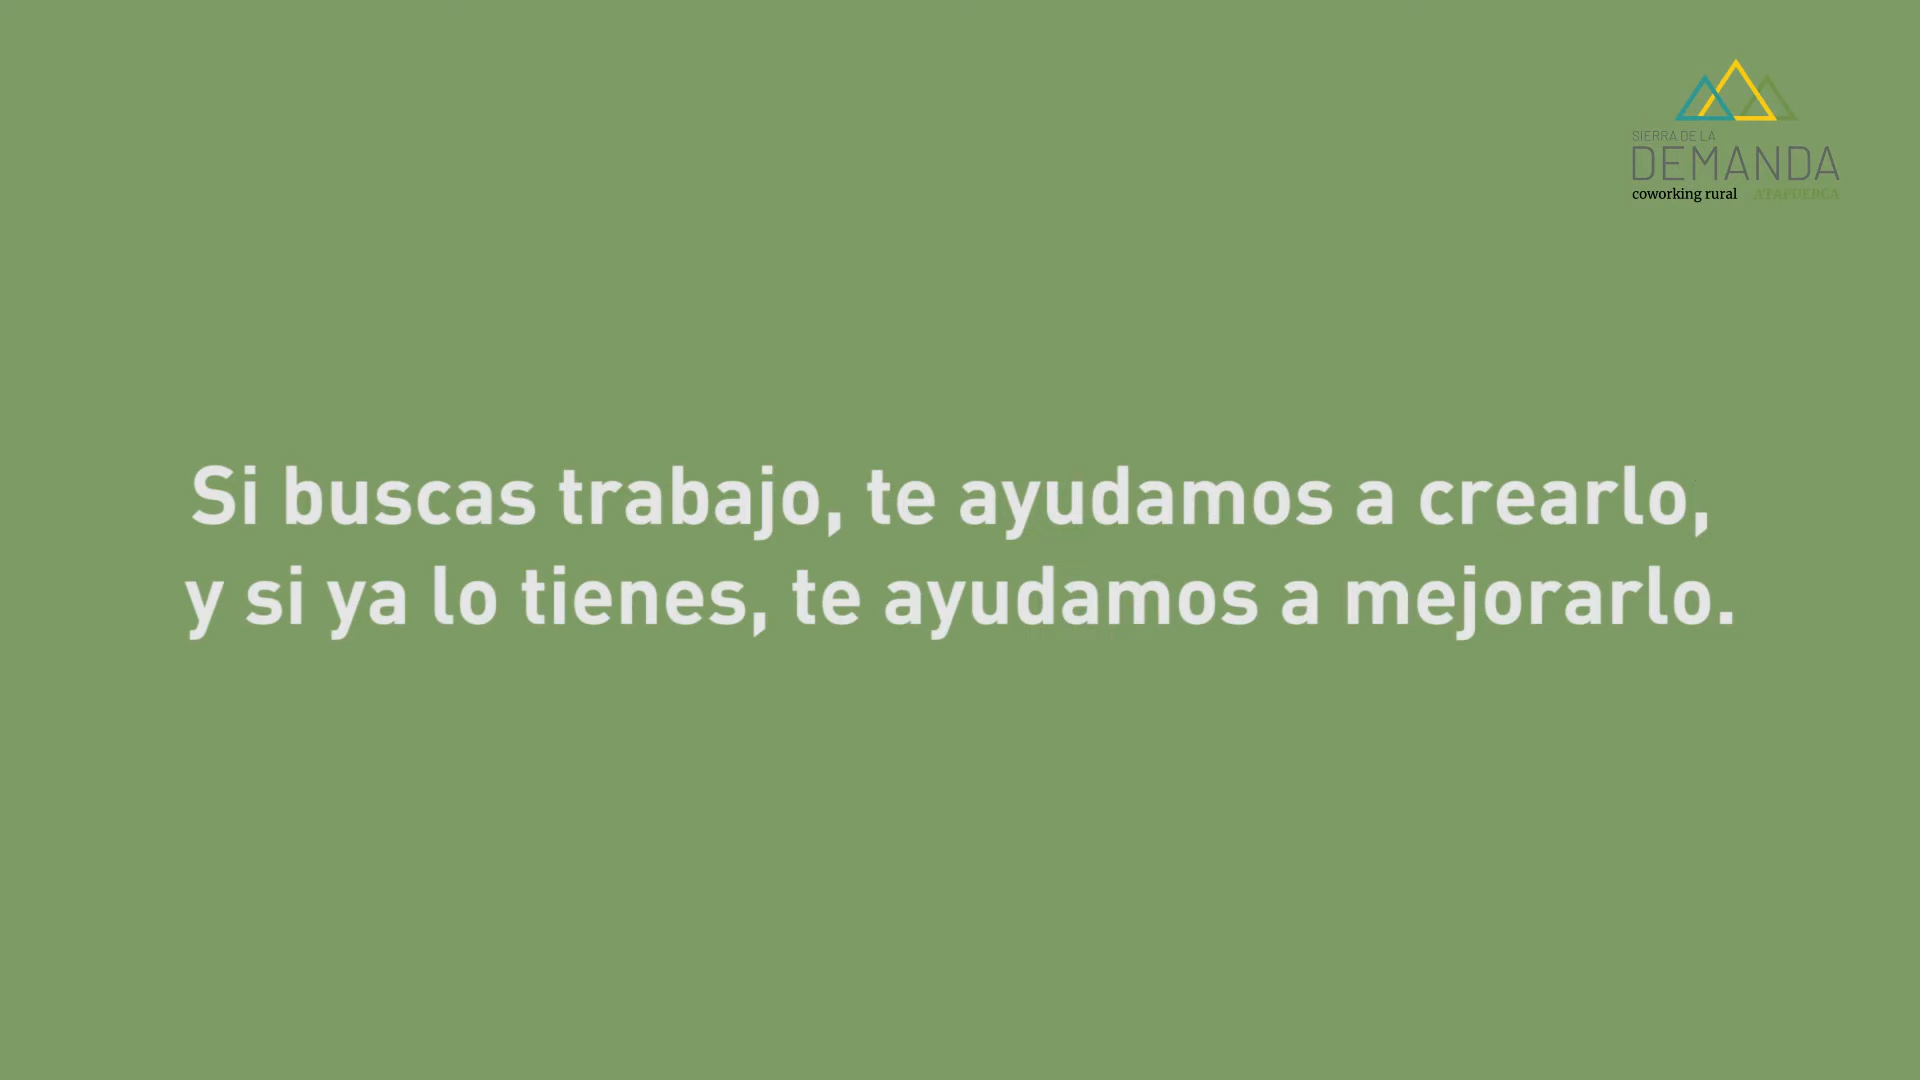 SIERRA DE LA
DEMANDA
coworking rural ATAPUERCA
Si buscas trabajo, te ayudamos a crearlo,
y si ya lo tienes, te ayudamos a mejorarlo.